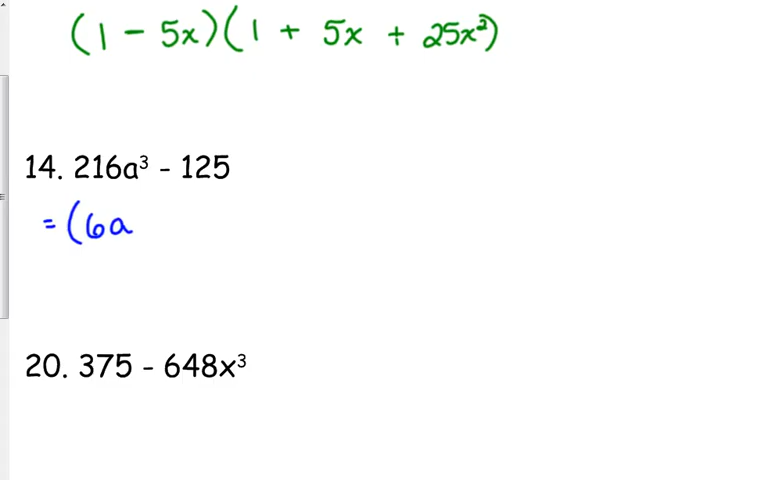 (1 - 5x)(1 + 5x + 25x²)
14. 216a³ - 125
= (6a
20. 375 - 648x³